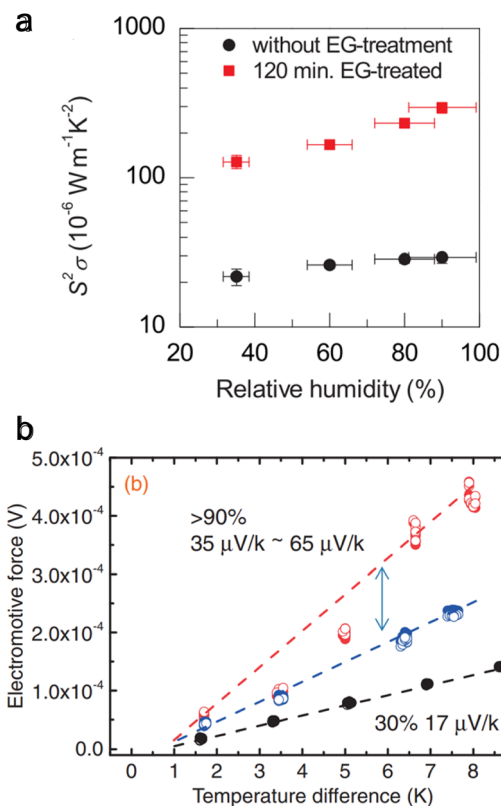 a
1000
100
10
S²σ (10⁻⁶ W m⁻¹K⁻²)
without EG-treatment
120 min. EG-treated
20 40 60 80 100
Relative humidity (%)
b
(b)
5.0x10⁻⁴
4.0x10⁻⁴
3.0x10⁻⁴
2.0x10⁻⁴
1.0x10⁻⁴
0.0
Electromotive force (V)
>90%
35 μV/k ~ 65 μV/k
30% 17 μV/k
0 1 2 3 4 5 6 7 8
Temperature difference (K)